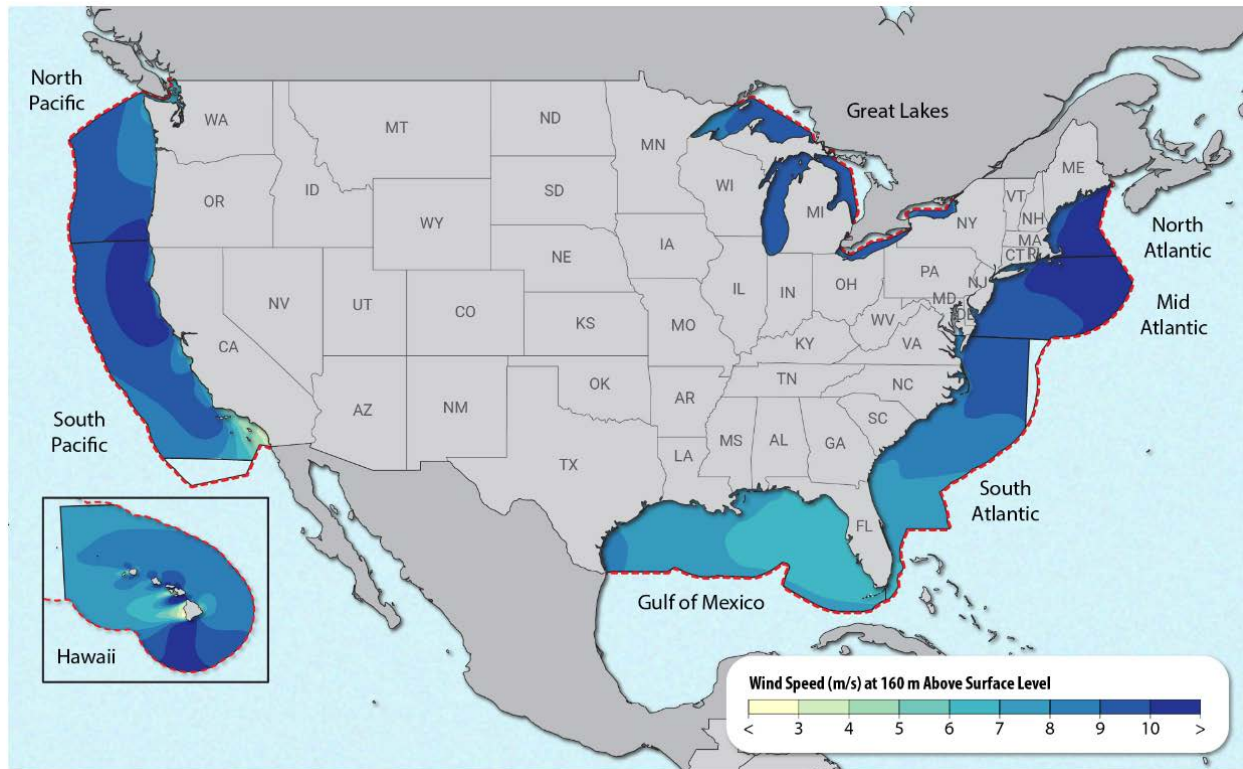 North
Pacific
Great Lakes
WA
MT
ND
MN
ME
OR
ID
WY
SD
WI
MI
VT
NH
NY
MA
CT
RI
North
Atlantic
NV
UT
CO
NE
KS
IA
IL
IN
OH
PA
NJ
MD
DE
Mid
Atlantic
CA
MO
WV
VA
KY
AZ
NM
OK
AR
TN
NC
SC
South
Pacific
TX
LA
MS
AL
GA
FL
South
Atlantic
Gulf of Mexico
Hawaii
Wind Speed (m/s) at 160 m Above Surface Level
< 3 4 5 6 7 8 9 10 >